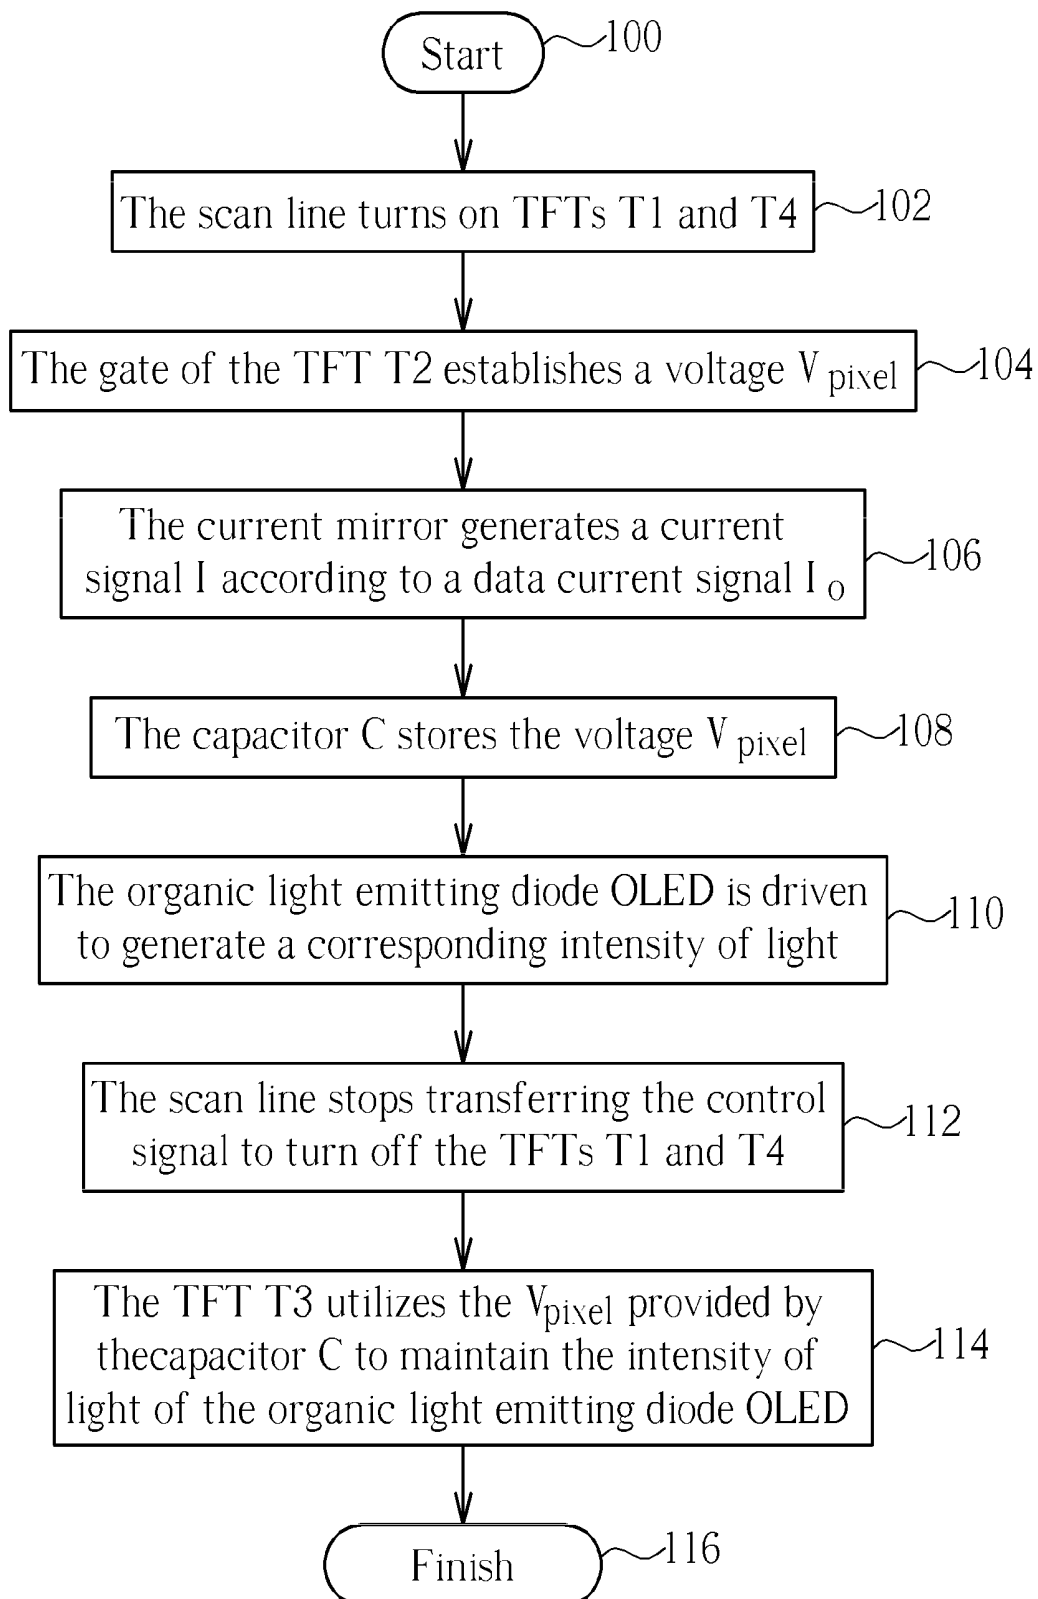 Start
100
The scan line turns on TFTs T1 and T4
102
The gate of the TFT T2 establishes a voltage V pixel
104
The current mirror generates a current
signal I according to a data current signal I o
106
The capacitor C stores the voltage V pixel
108
The organic light emitting diode OLED is driven
to generate a corresponding intensity of light
110
The scan line stops transferring the control
signal to turn off the TFTs T1 and T4
112
The TFT T3 utilizes the Vpixel provided by
thecapacitor C to maintain the intensity of
light of the organic light emitting diode OLED
114
Finish
116